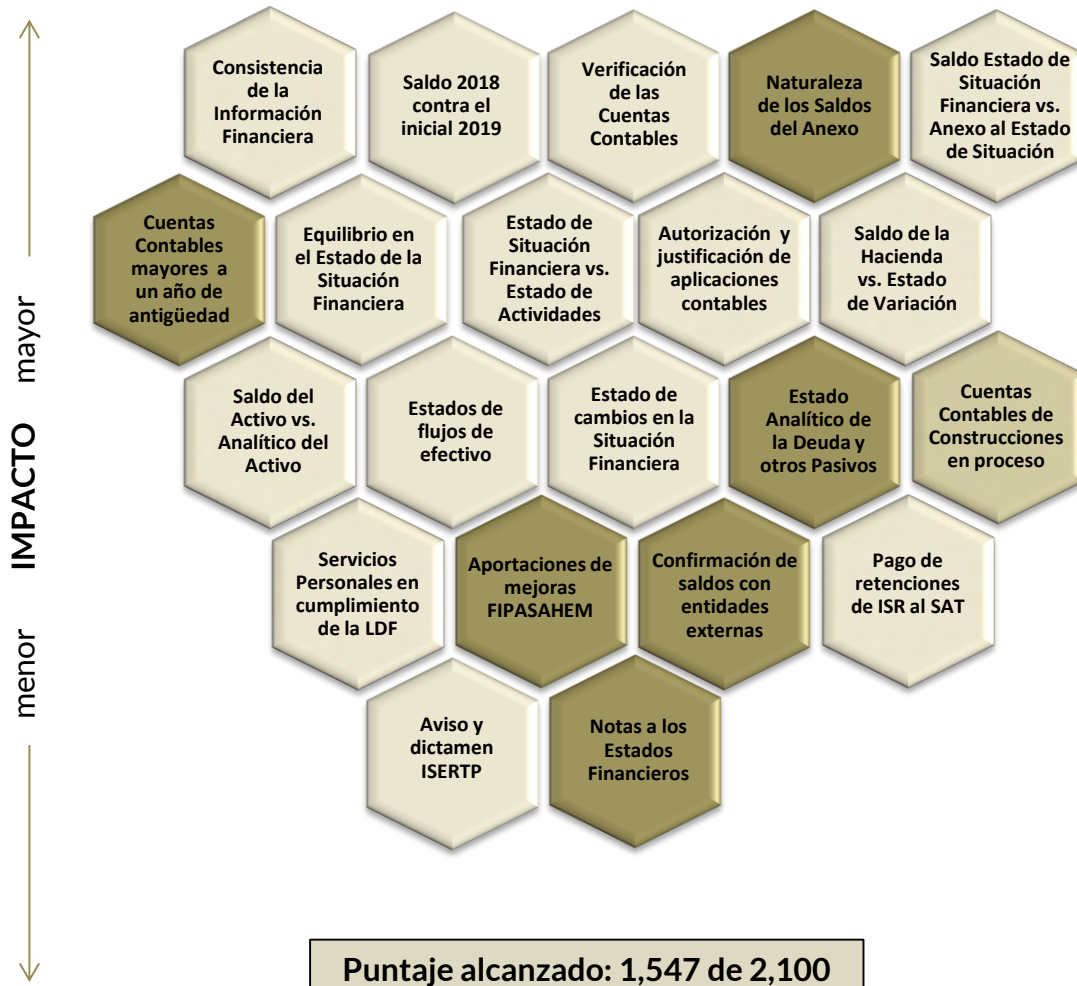 Consistencia
de la
Información
Financiera
Saldo 2018
contra el
inicial 2019
Verificación
de las
Cuentas
Contables
Naturaleza
de los Saldos
del Anexo
Saldo Estado de
Situación
Financiera vs.
Anexo al Estado
de Situación
Cuentas
Contables
mayores a
un año de
antigüedad
Equilibrio en
el Estado de la
Situación
Financiera
Estado de
Situación
Financiera vs.
Estado de
Actividades
Autorización y
justificación de
aplicaciones
contables
Saldo de la
Hacienda
vs. Estado
de Variación
Saldo del
Activo vs.
Analítico del
Activo
Estados de
flujos de
efectivo
Estado de
cambios en la
Situación
Financiera
Estado
Analítico de
la Deuda y
otros Pasivos
Cuentas
Contables de
Construcciones
en proceso
Servicios
Personales en
cumplimiento
de la LDF
Aportaciones de
mejoras
FIPASAHEM
Confirmación de
saldos con
entidades
externas
Pago de
retenciones
de ISR al SAT
Aviso y
dictamen
ISERTP
Notas a los
Estados
Financieros
menor IMPACTO mayor
Puntaje alcanzado: 1,547 de 2,100